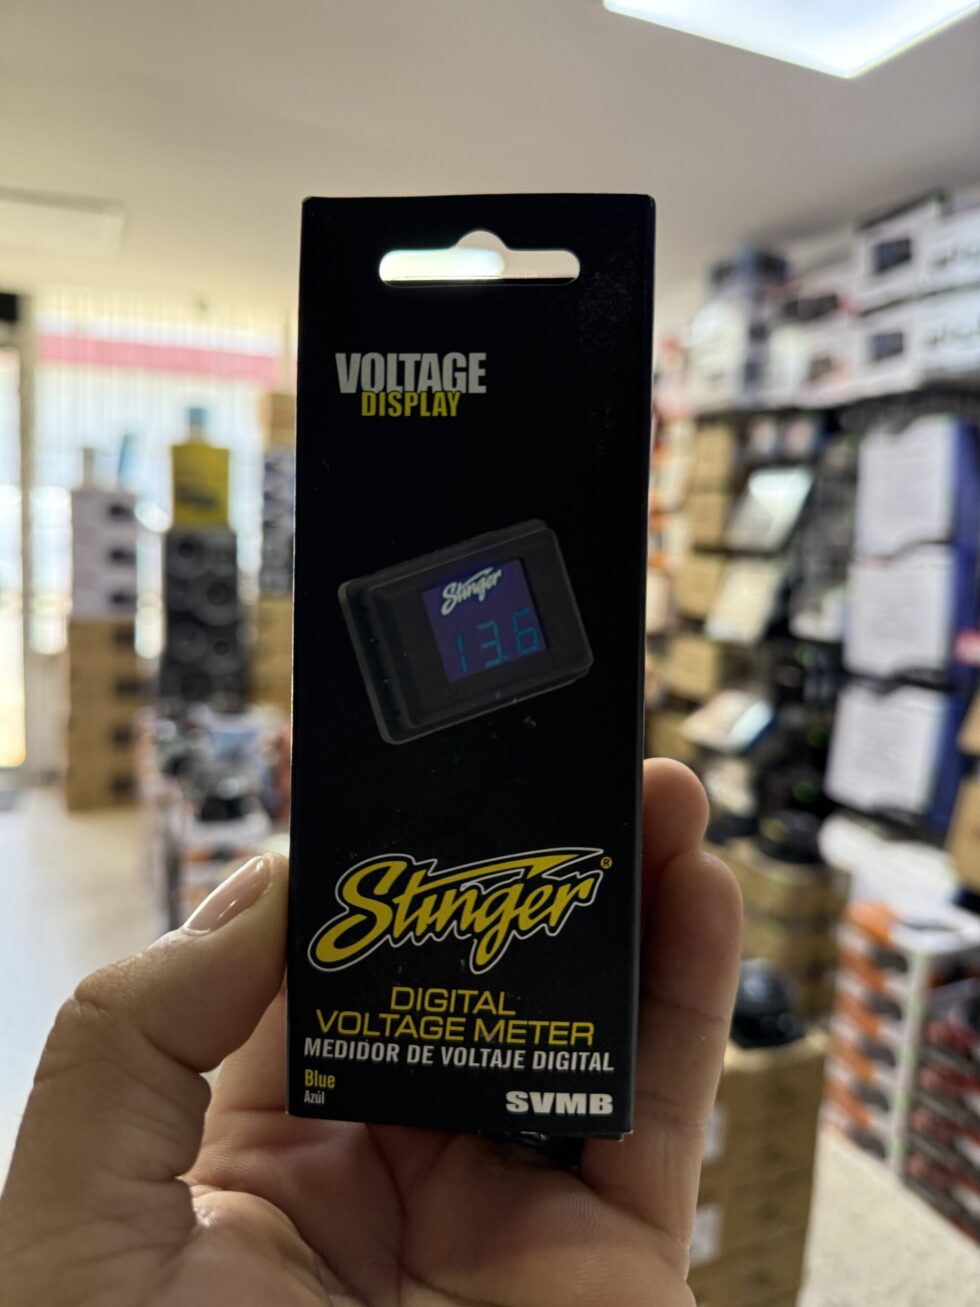 VOLTAGE
DISPLAY
Stinger
13.6
Stinger®
DIGITAL
VOLTAGE METER
MEDIDOR DE VOLTAJE DIGITAL
Blue
Azúl
SVMB